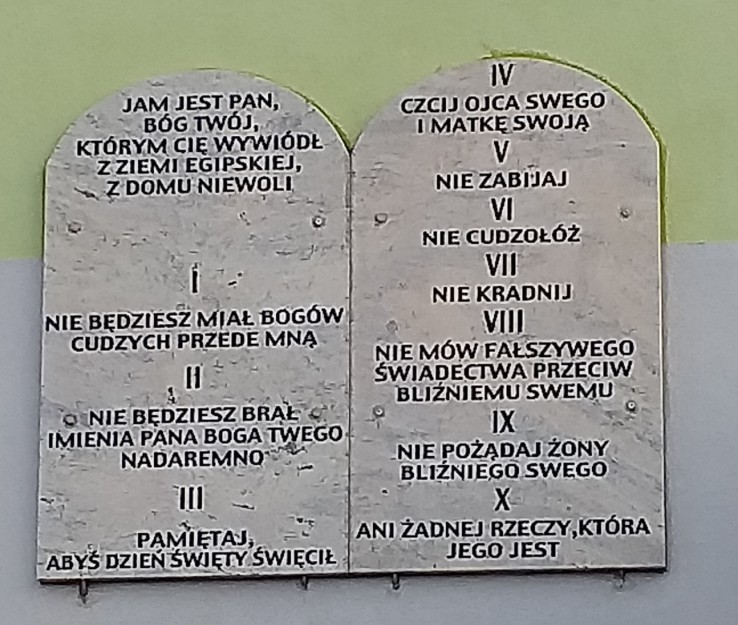 JAM JEST PAN,
BÓG TWÓJ,
KTÓRYM CIĘ WYWIÓDŁ
Z ZIEMI EGIPSKIEJ,
Z DOMU NIEWOLI
I
NIE BĘDZIESZ MIAŁ BOGÓW
CUDZYCH PRZEDE MNĄ
II
NIE BĘDZIESZ BRAŁ
IMIENIA PANA BOGA TWEGO
NADAREMNO
III
PAMIĘTAJ,
ABYŚ DZIEŃ ŚWIĘTY ŚWIĘCIŁ
IV
CZCIJ OJCA SWEGO
I MATKĘ SWOJĄ
V
NIE ZABIJAJ
VI
NIE CUDZOŁÓŻ
VII
NIE KRADNIJ
VIII
NIE MÓW FAŁSZYWEGO
ŚWIADECTWA PRZECIW
BLIŹNIEMU SWEMU
IX
NIE POŻĄDAJ ŻONY
BLIŹNIEGO SWEGO
X
ANI ŻADNEJ RZECZY,KTÓRA
JEGO JEST